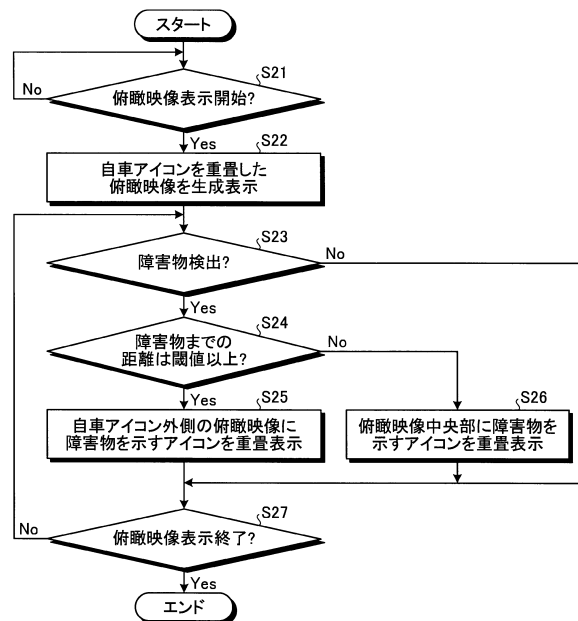 スタート
S21
俯瞰映像表示開始?
No
Yes
S22
自車アイコンを重畳した
俯瞰映像を生成表示
S23
障害物検出?
No
Yes
S24
障害物までの
距離は閾値以上?
No
Yes
S25
自車アイコン外側の俯瞰映像に
障害物を示すアイコンを重畳表示
S26
俯瞰映像中央部に障害物を
示すアイコンを重畳表示
S27
俯瞰映像表示終了?
No
Yes
エンド